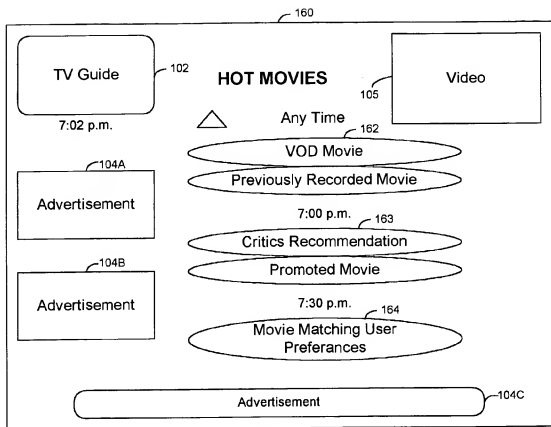 160
TV Guide
102
HOT MOVIES
105
Video
7:02 p.m.
Any Time
162
VOD Movie
Previously Recorded Movie
104A
Advertisement
7:00 p.m.
163
Critics Recommendation
Promoted Movie
104B
Advertisement
7:30 p.m.
164
Movie Matching User
Preferances
Advertisement
104C